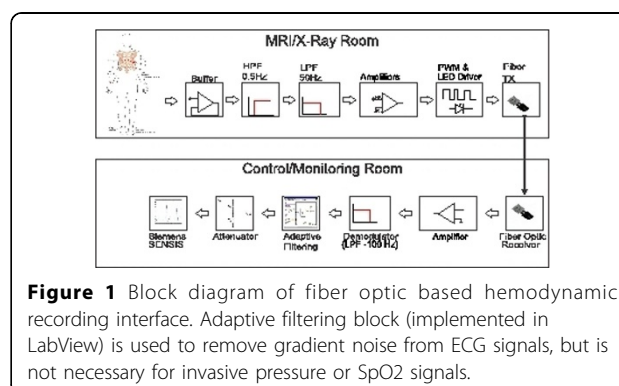 MRI/X-Ray Room
Buffer
HPF
0.5Hz
LPF
50Hz
Amplifiers
PWM &
LED Driver
Fiber
TX
Control/Monitoring Room
Siemens
SENSIS
Attenuator
Adaptive
Filtering
Demodulator
(LPF -100 Hz)
Amplifier
Fiber Optic
Receiver
Figure 1 Block diagram of fiber optic based hemodynamic
recording interface. Adaptive filtering block (implemented in
LabView) is used to remove gradient noise from ECG signals, but is
not necessary for invasive pressure or SpO2 signals.